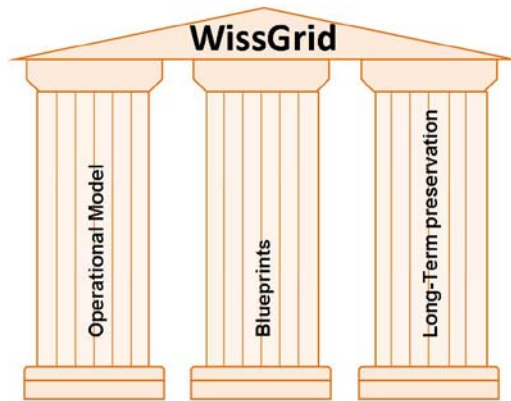 WissGrid
Operational Model
Blueprints
Long-Term preservation